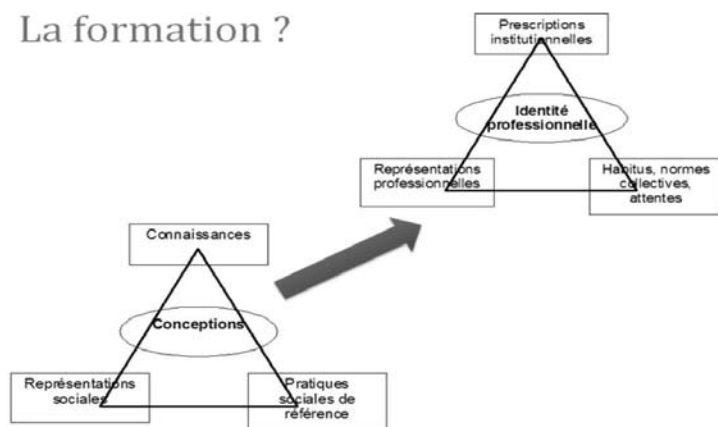 La formation ?
Prescriptions
institutionnelles
Identité
professionnelle
Représentations
professionnelles
Habitus, normes
collectives,
attentes
Connaissances
Conceptions
Représentations
sociales
Pratiques
sociales de
référence